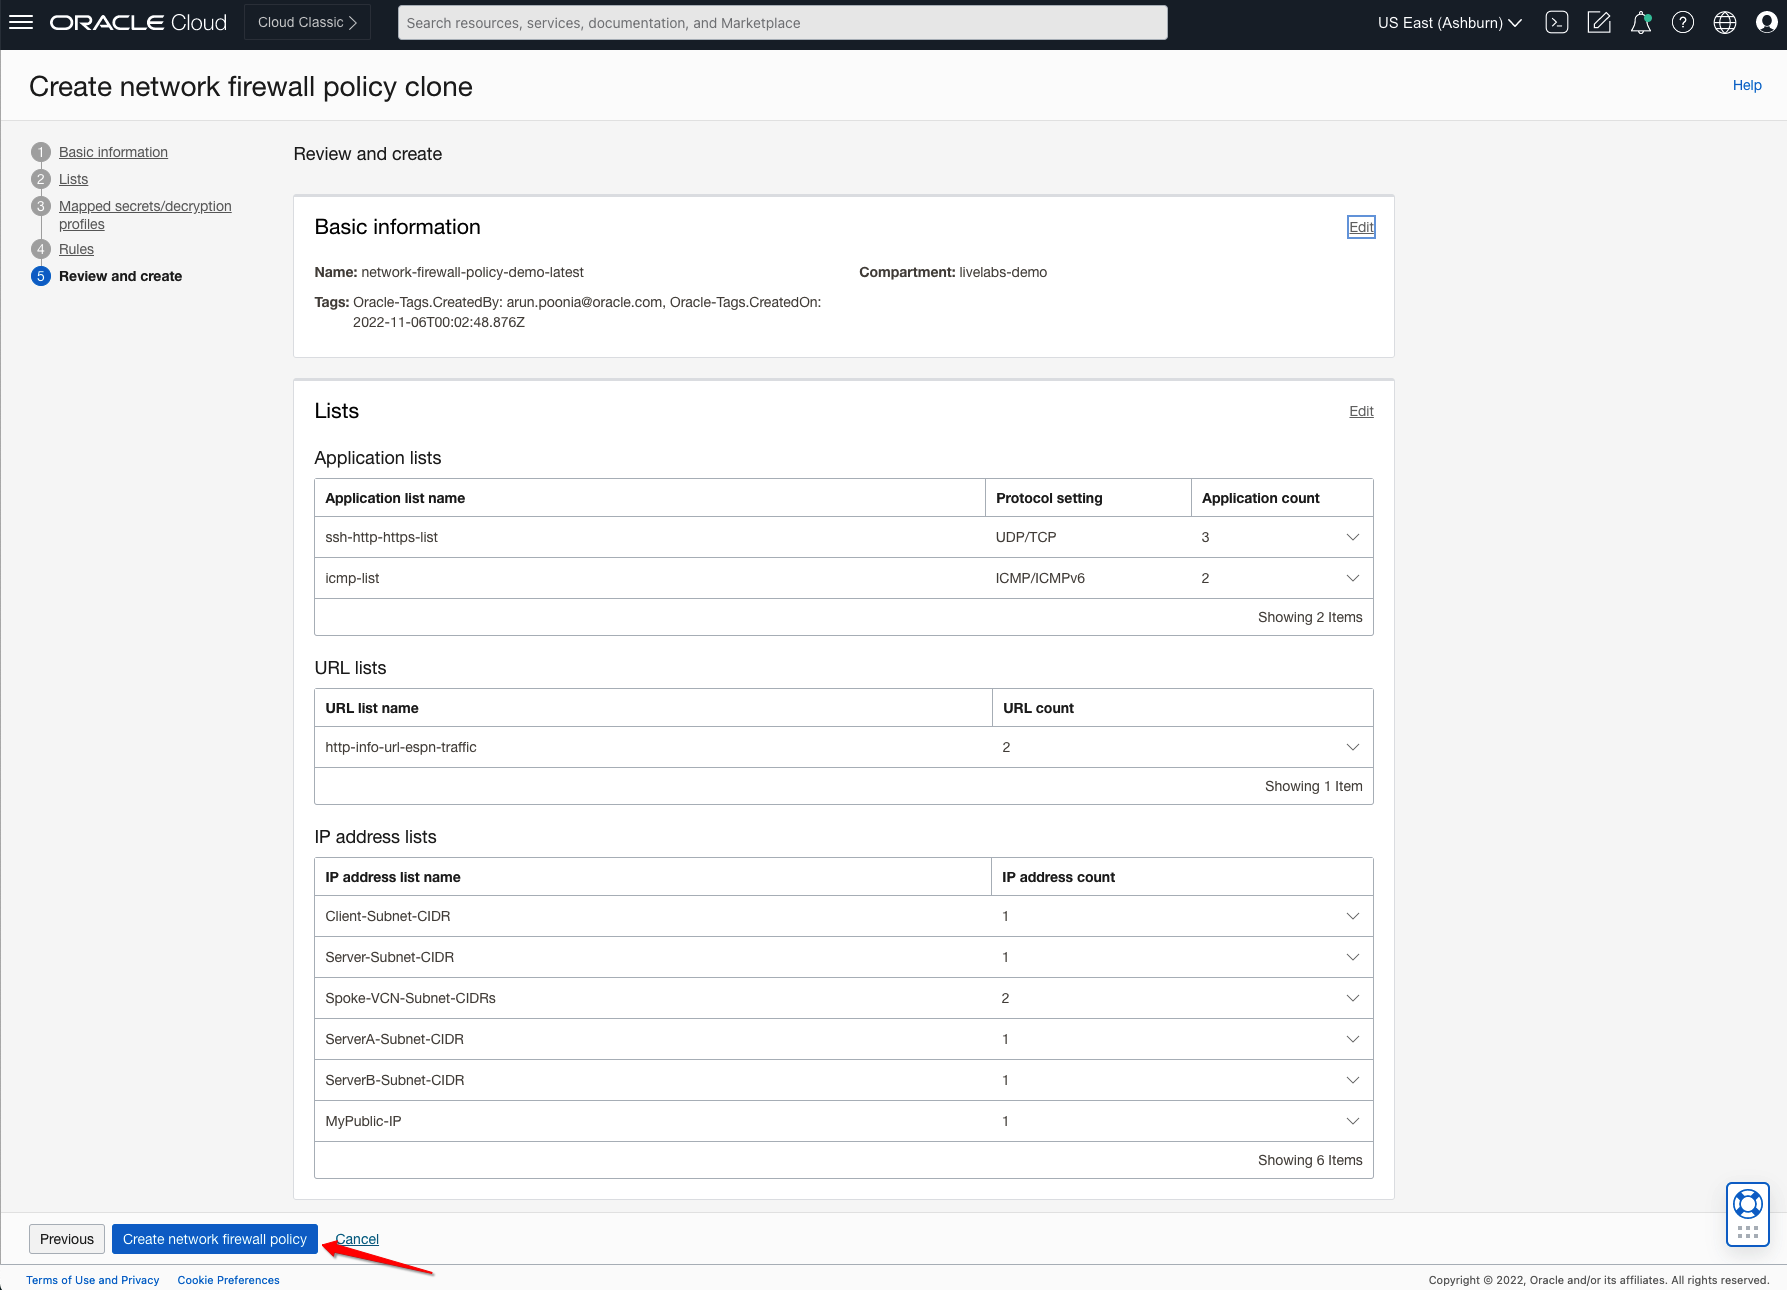 ORACLE Cloud
Cloud Classic
Search resources, services, documentation, and Marketplace
US East (Ashburn)
Create network firewall policy clone
Help
1 Basic information
2 Lists
3 Mapped secrets/decryption
profiles
4 Rules
5 Review and create
Review and create
Basic information
Edit
Name: network-firewall-policy-demo-latest
Compartment: livelabs-demo
Tags: Oracle-Tags.CreatedBy: arun.poonia@oracle.com, Oracle-Tags.CreatedOn:
2022-11-06T00:02:48.876Z
Lists
Edit
Application lists
Application list name Protocol setting Application count
ssh-http-https-list UDP/TCP 3
icmp-list ICMP/ICMPv6 2
Showing 2 Items
URL lists
URL list name URL count
http-info-url-espn-traffic 2
Showing 1 Item
IP address lists
IP address list name IP address count
Client-Subnet-CIDR 1
Server-Subnet-CIDR 1
Spoke-VCN-Subnet-CIDRs 2
ServerA-Subnet-CIDR 1
ServerB-Subnet-CIDR 1
MyPublic-IP 1
Showing 6 Items
Previous Create network firewall policy Cancel
Terms of Use and Privacy Cookie Preferences
Copyright © 2022, Oracle and/or its affiliates. All rights reserved.